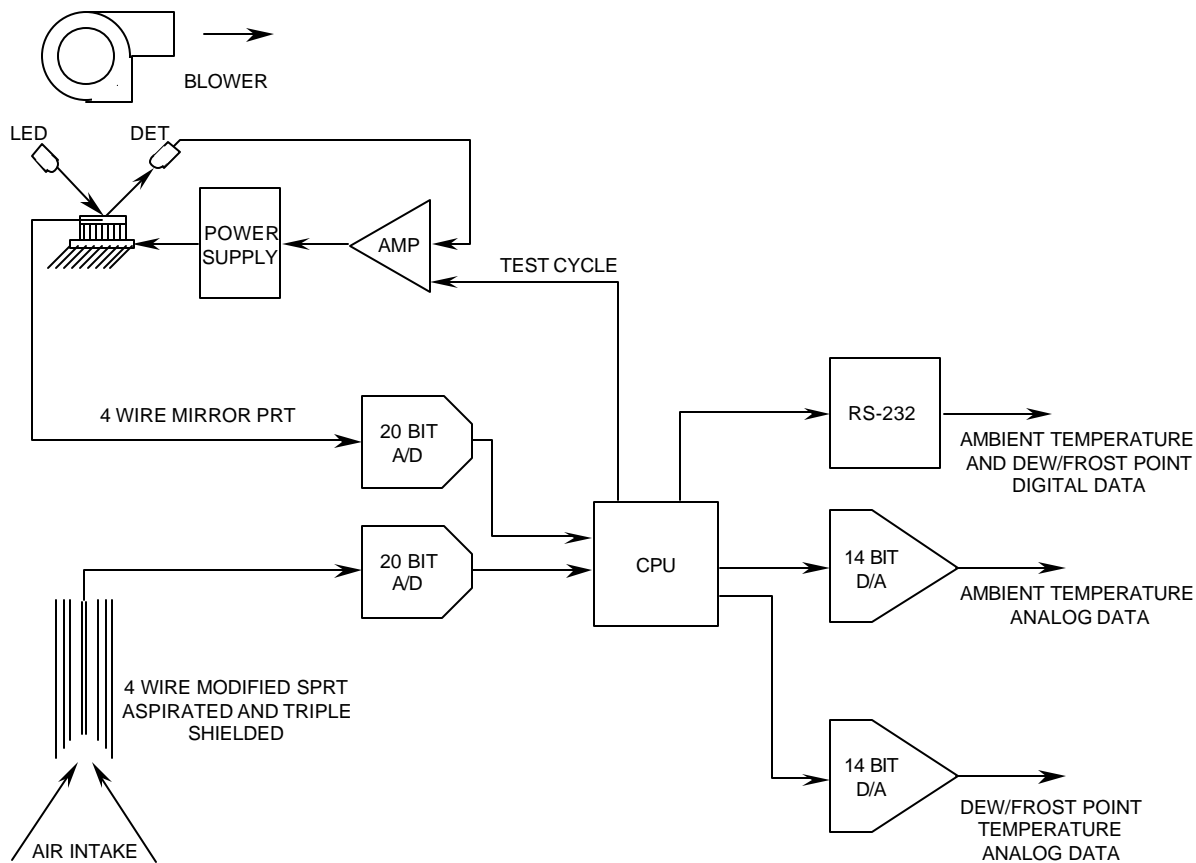 BLOWER
LED
DET
POWER
SUPPLY
AMP
TEST CYCLE
4 WIRE MIRROR PRT
20 BIT
A/D
RS-232
AMBIENT TEMPERATURE
AND DEW/FROST POINT
DIGITAL DATA
20 BIT
A/D
CPU
14 BIT
D/A
AMBIENT TEMPERATURE
ANALOG DATA
4 WIRE MODIFIED SPRT
ASPIRATED AND TRIPLE
SHIELDED
14 BIT
D/A
DEW/FROST POINT
TEMPERATURE
ANALOG DATA
AIR INTAKE